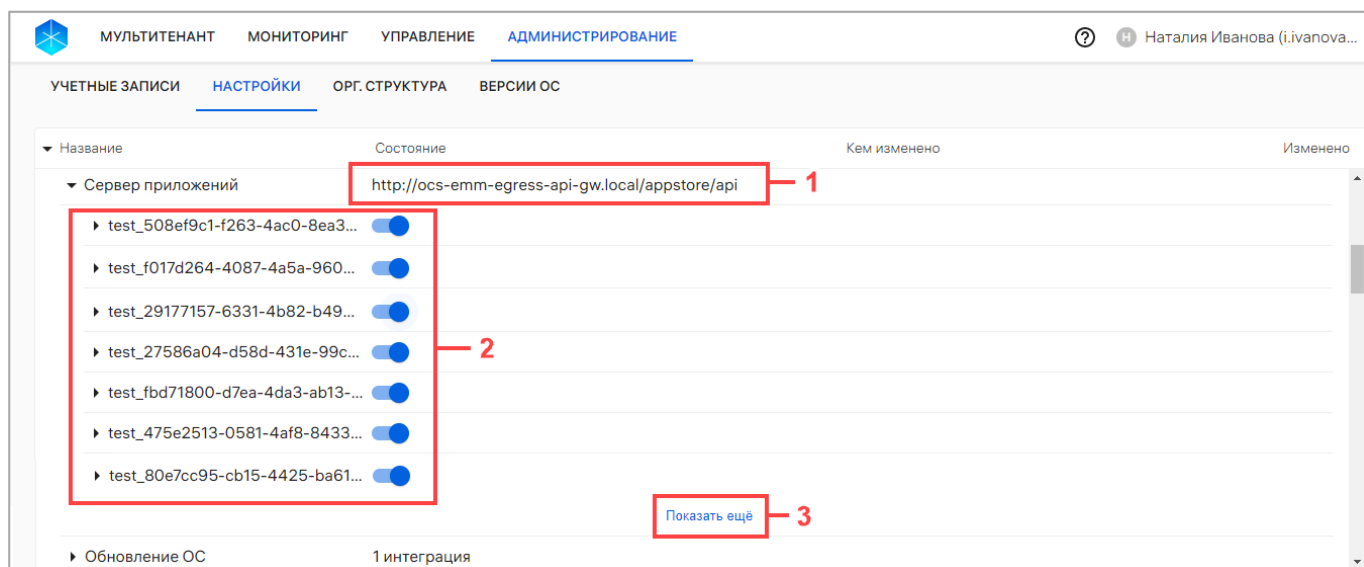 МУЛЬТИТЕНАНТ МОНИТОРИНГ УПРАВЛЕНИЕ АДМИНИСТРИРОВАНИЕ ? Н Наталия Иванова (i.ivanova...
УЧЕТНЫЕ ЗАПИСИ НАСТРОЙКИ ОРГ. СТРУКТУРА ВЕРСИИ ОС
Название Состояние Кем изменено Изменено
Сервер приложений http://ocs-emm-egress-api-gw.local/appstore/api 1
test_508ef9c1-f263-4ac0-8ea3...
test_f017d264-4087-4a5a-960...
test_29177157-6331-4b82-b49...
test_27586a04-d58d-431e-99c... 2
test_fbd71800-d7ea-4da3-ab13-...
test_475e2513-0581-4af8-8433...
test_80e7cc95-cb15-4425-ba61...
Показать ещё 3
Обновление ОС 1 интеграция